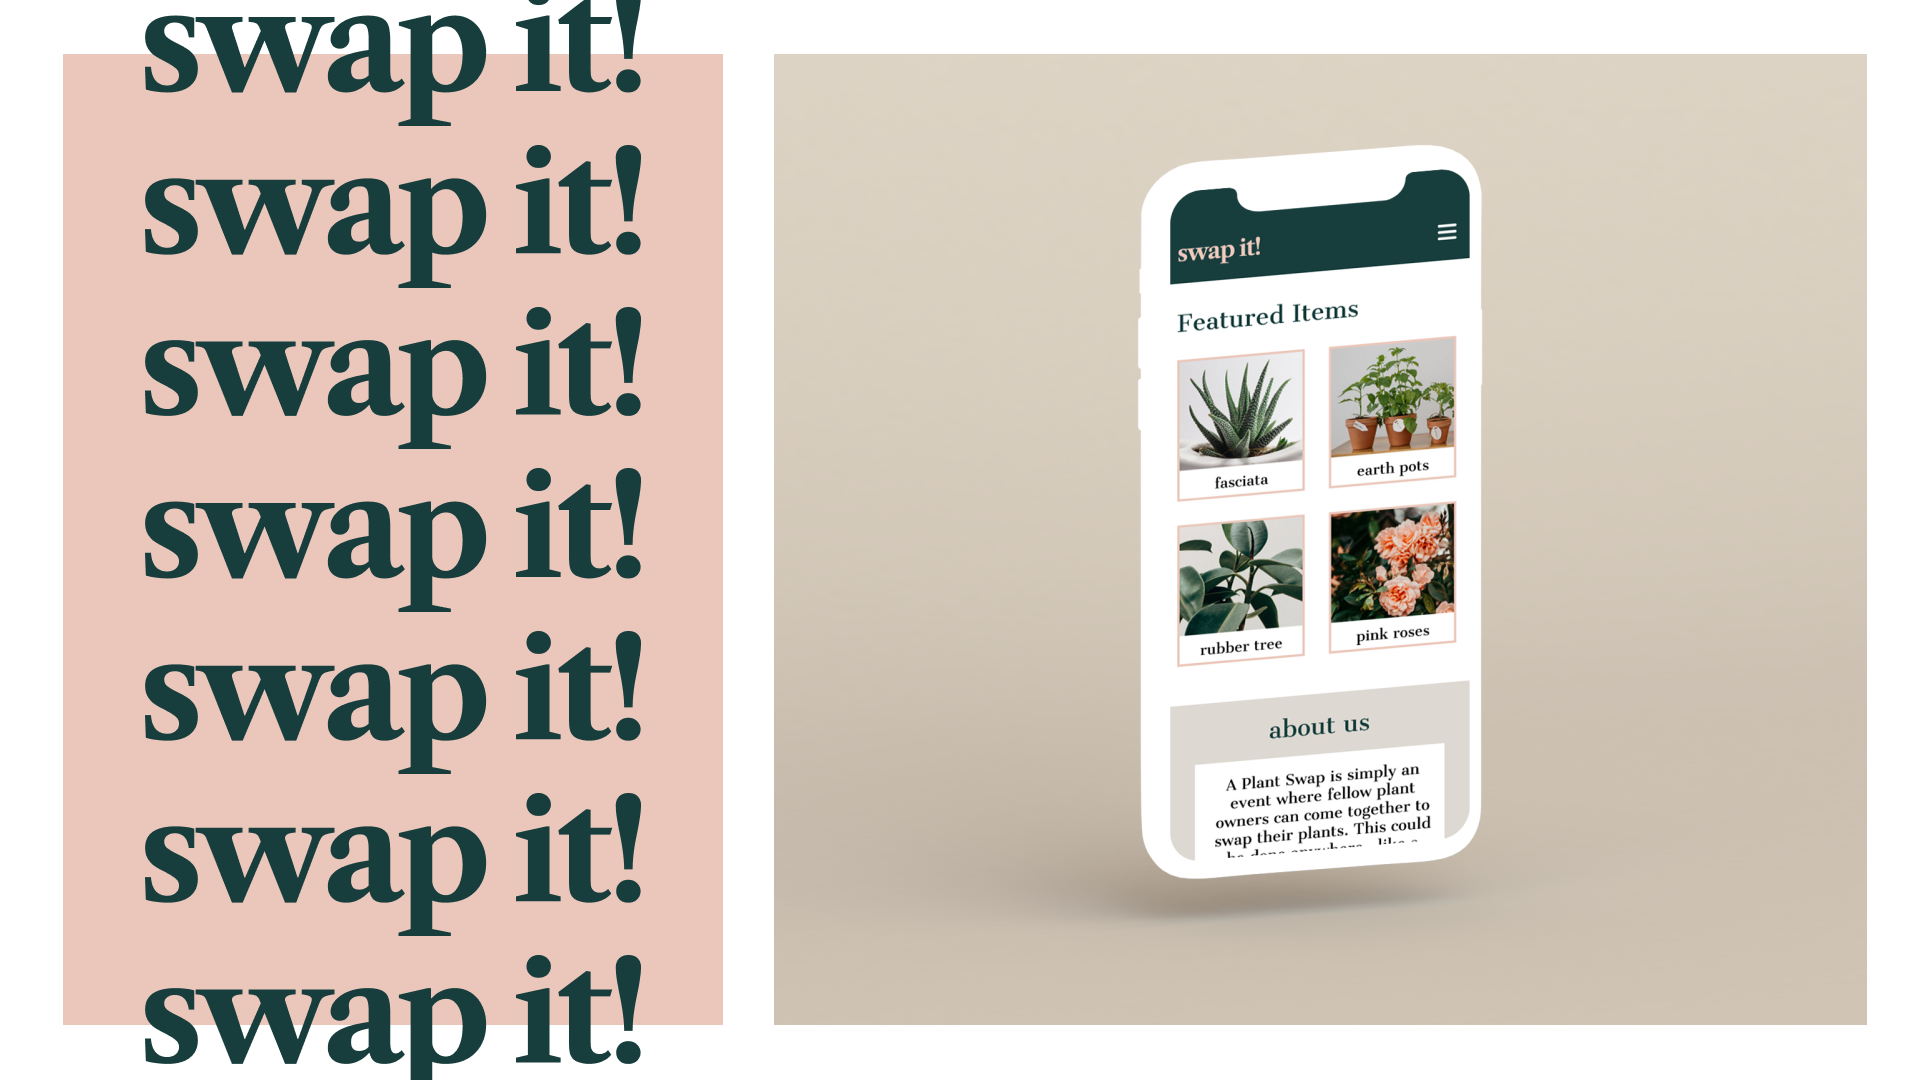 swap it!
swap it!
swap it!
swap it!
swap it!
swap it!
swap it!
swap it!
Featured Items
fasciata
earth pots
rubber tree
pink roses
about us
A Plant Swap is simply an
event where fellow plant
owners can come together to
swap their plants. This could